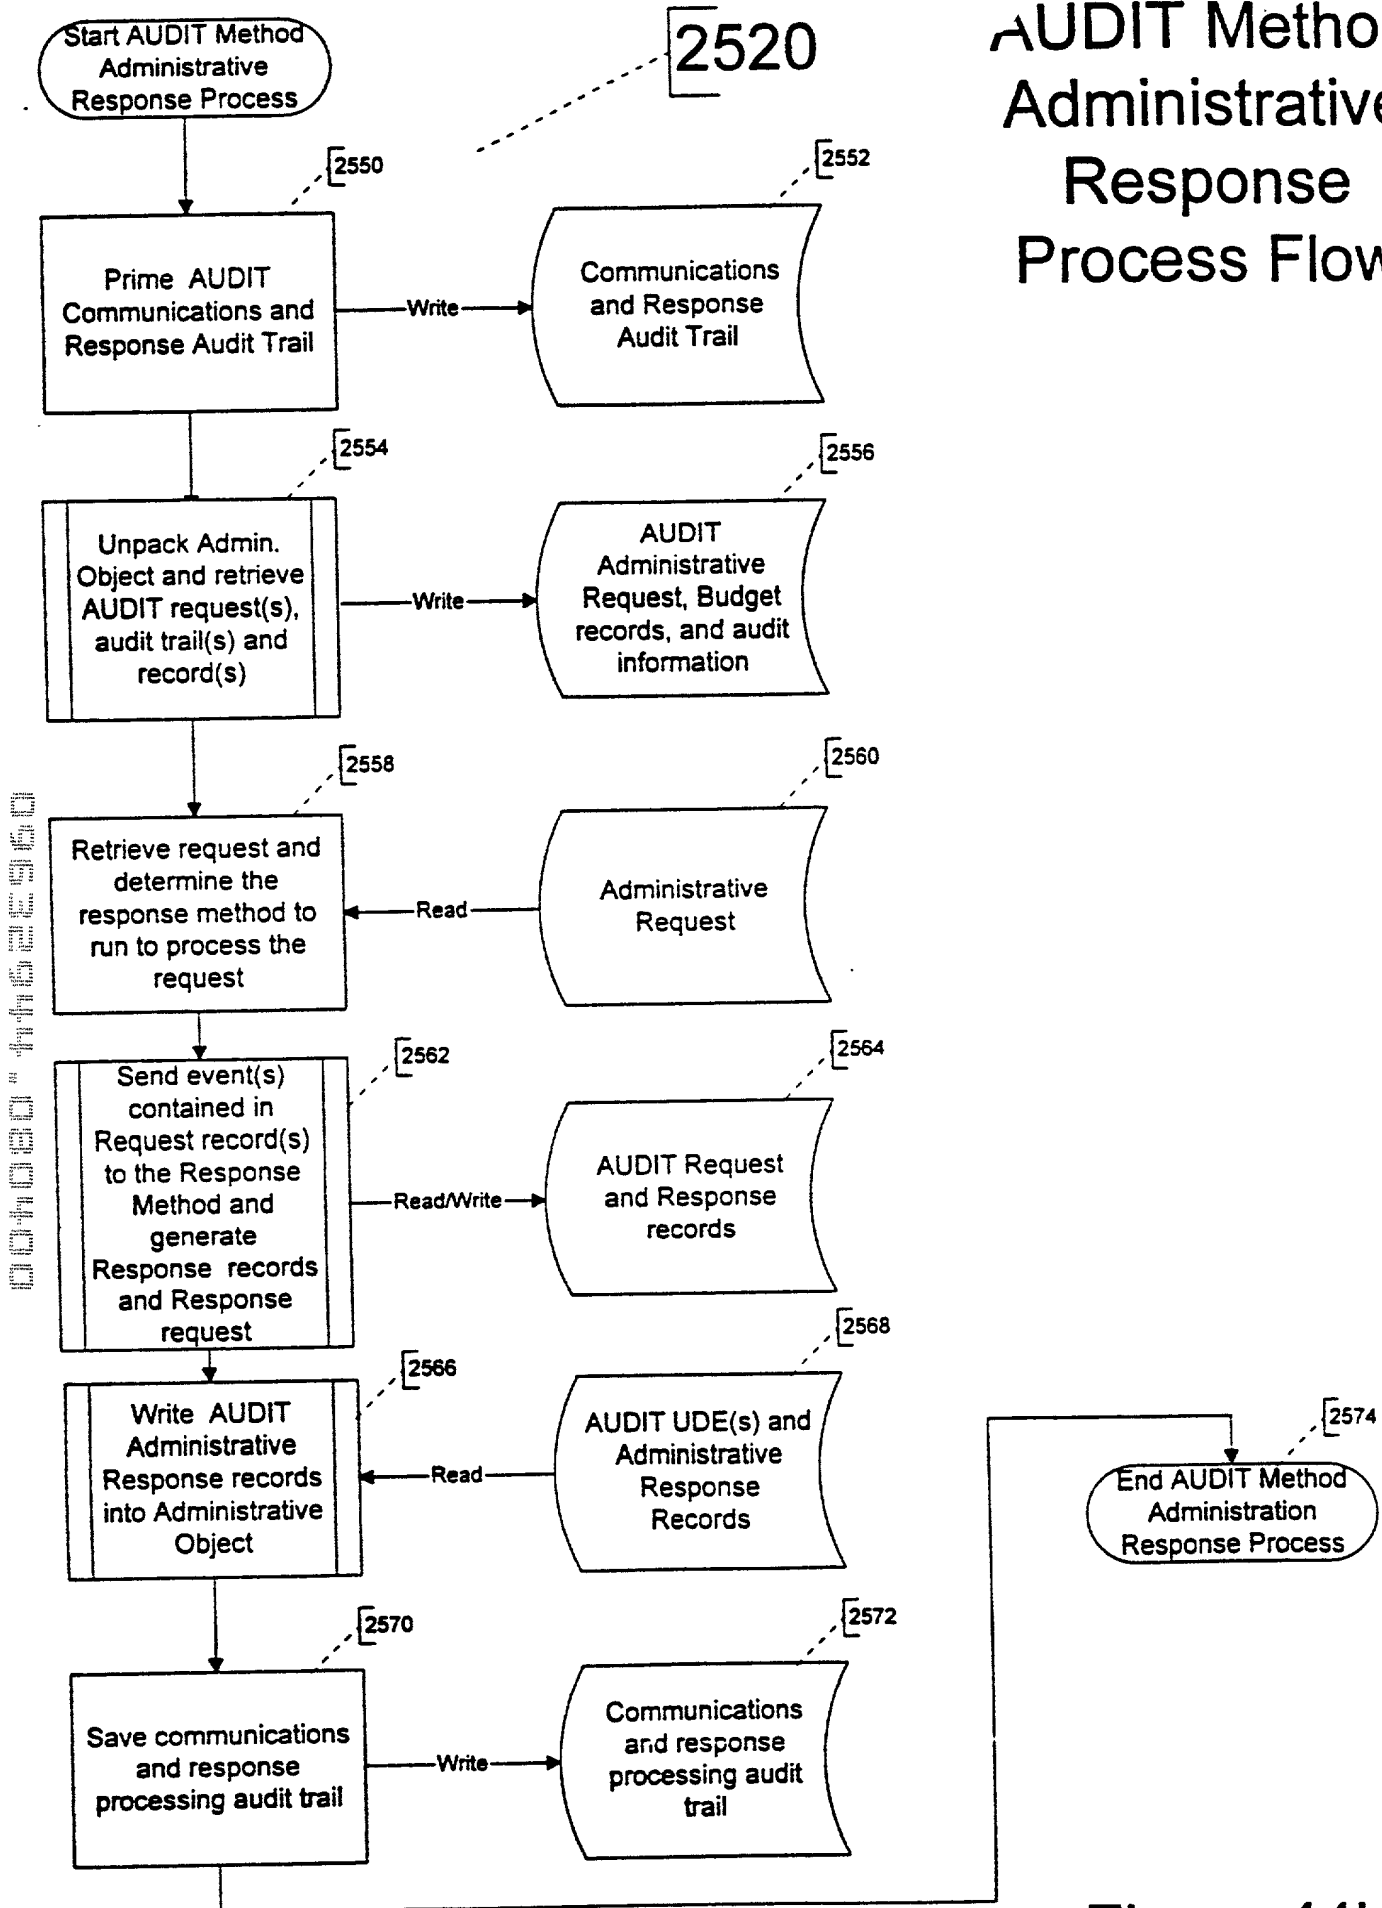 Start AUDIT Method
Administrative
Response Process
2520
AUDIT Metho
Administrative
Response
Process Flow
2550
2552
Prime AUDIT
Communications and
Response Audit Trail
Write
Communications
and Response
Audit Trail
2554
2556
Unpack Admin.
Object and retrieve
AUDIT request(s),
audit trail(s) and
record(s)
Write
AUDIT
Administrative
Request, Budget
records, and audit
information
2558
2560
Retrieve request and
determine the
response method to
run to process the
request
Read
Administrative
Request
2562
2564
Send event(s)
contained in
Request record(s)
to the Response
Method and
generate
Response records
and Response
request
Read/Write
AUDIT Request
and Response
records
2566
2568
Write AUDIT
Administrative
Response records
into Administrative
Object
Read
AUDIT UDE(s) and
Administrative
Response
Records
2574
End AUDIT Method
Administration
Response Process
2570
2572
Save communications
and response
processing audit trail
Write
Communications
and response
processing audit
trail